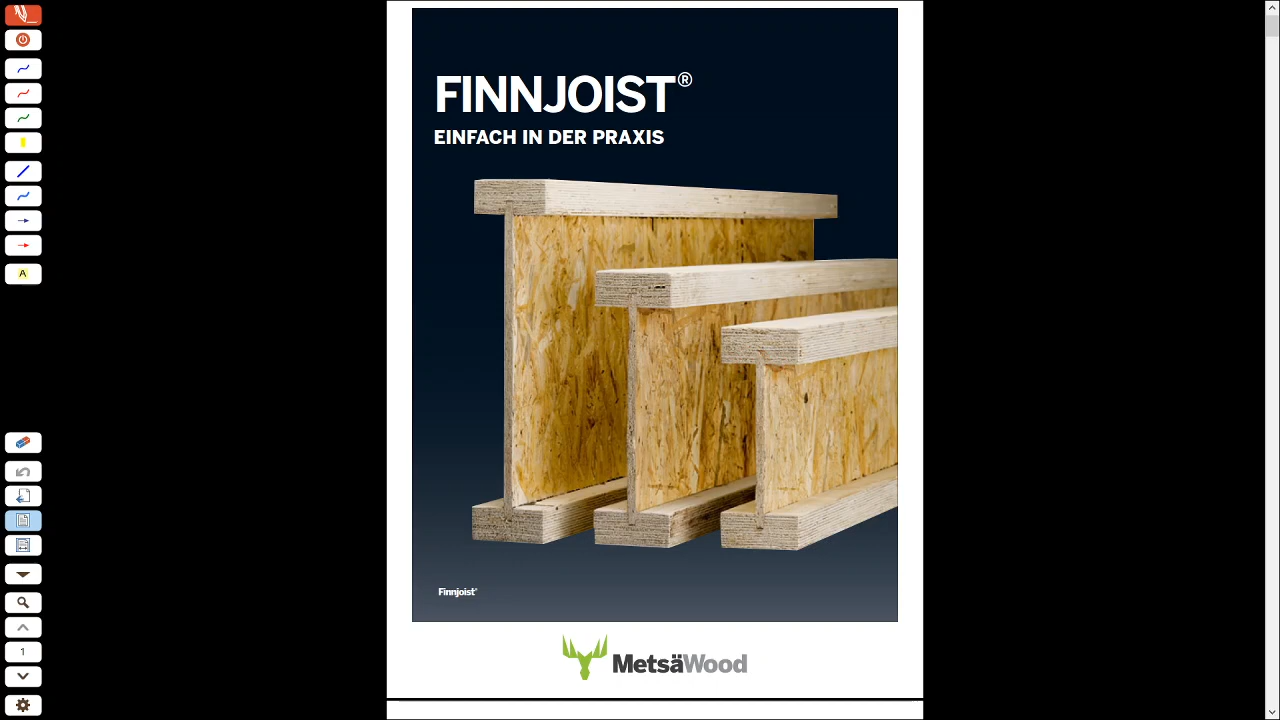 FINNJOIST®
EINFACH IN DER PRAXIS
A
Finnjoist®
1
MetsäWood